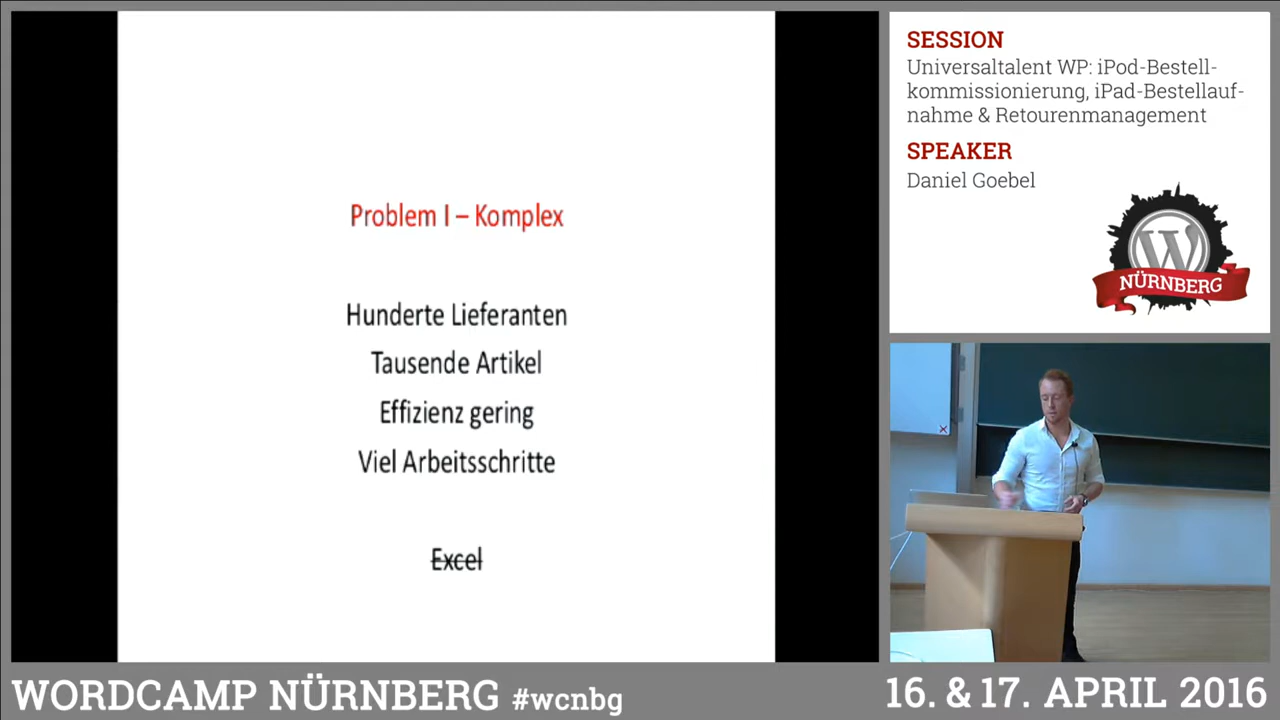 Problem I – Komplex
Hunderte Lieferanten
Tausende Artikel
Effizienz gering
Viel Arbeitsschritte
Excel
SESSION
Universaltalent WP: iPod-Bestell-
kommissionierung, iPad-Bestellauf-
nahme & Retourenmanagement
SPEAKER
Daniel Goebel
W
NÜRNBERG
WORDCAMP NÜRNBERG #wcnbg
16. & 17. APRIL 2016